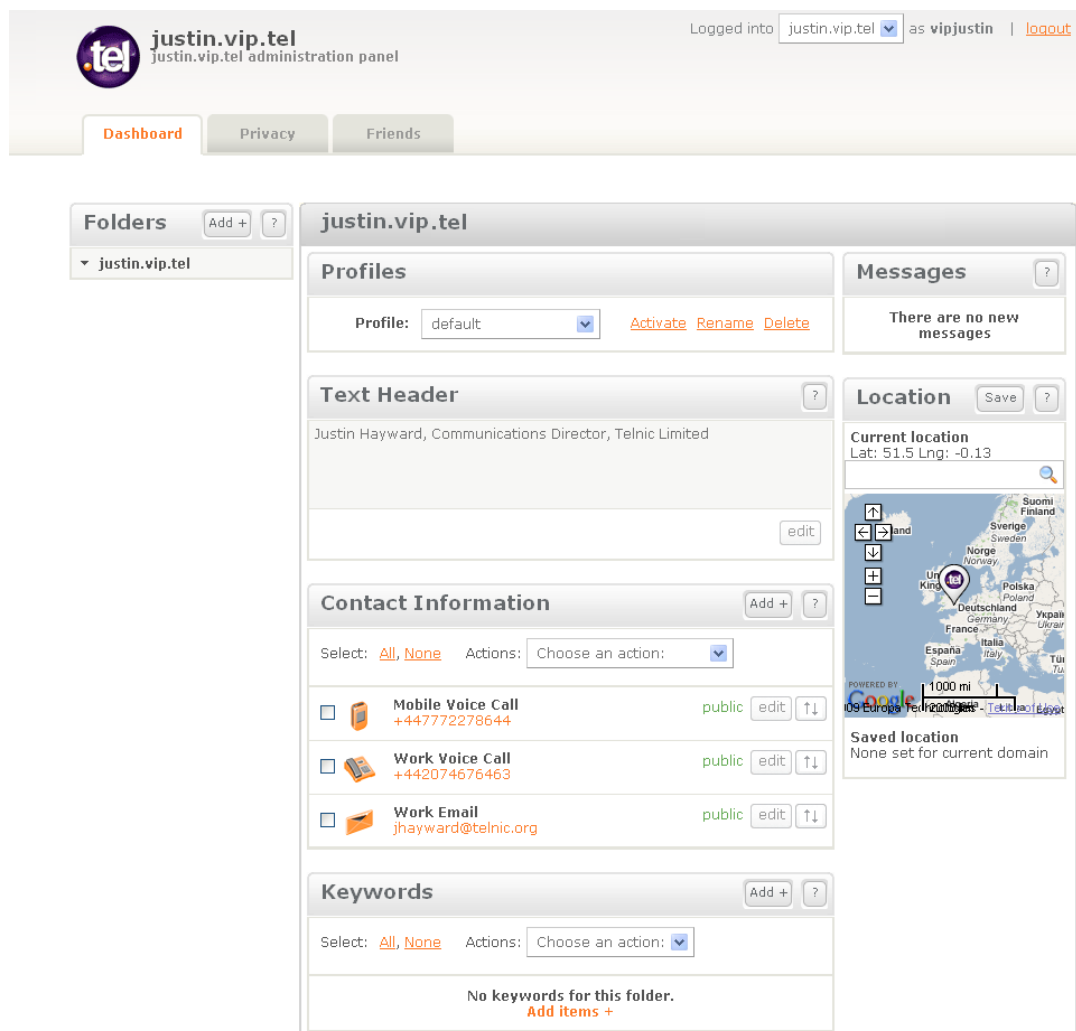 .tel
justin.vip.tel
justin.vip.tel administration panel
Logged into justin.vip.tel as vipjustin | logout
Dashboard Privacy Friends
Folders Add + ?
justin.vip.tel
justin.vip.tel
Profiles
Profile: default Activate Rename Delete
Messages ?
There are no new
messages
Text Header ?
Justin Hayward, Communications Director, Telnic Limited
edit
Location Save ?
Current location
Lat: 51.5 Lng: -0.13
Suomi
Finland
Sverige
Sweden
Norge
Norway
.tel
Polska
Poland
Deutschland
Germany
France
Italia
Italy
España
Spain
POWERED BY
Google
1000 mi
Saved location
None set for current domain
Contact Information Add + ?
Select: All, None Actions: Choose an action:
Mobile Voice Call
+447772278644
public edit
Work Voice Call
+442074676463
public edit
Work Email
jhayward@telnic.org
public edit
Keywords Add + ?
Select: All, None Actions: Choose an action:
No keywords for this folder.
Add items +